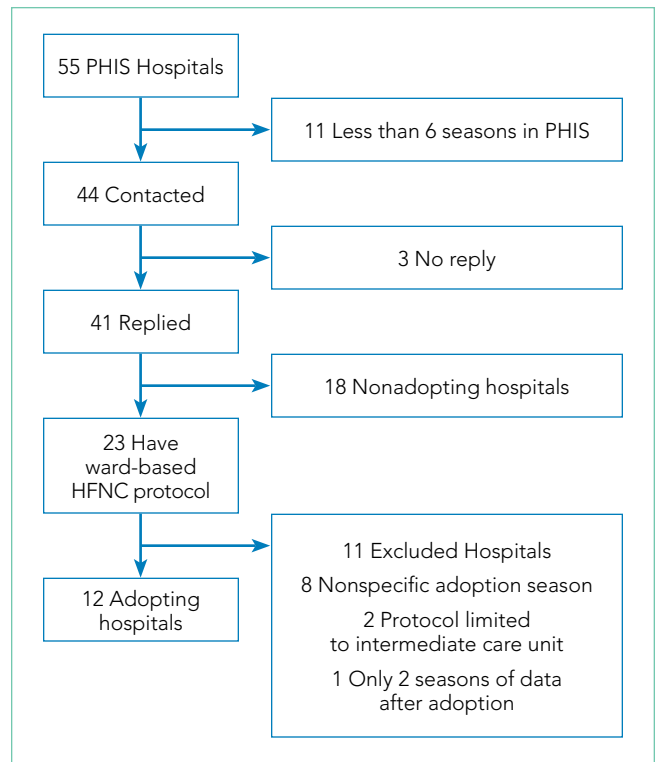 55 PHIS Hospitals
11 Less than 6 seasons in PHIS
44 Contacted
3 No reply
41 Replied
18 Nonadopting hospitals
23 Have
ward-based
HFNC protocol
11 Excluded Hospitals
8 Nonspecific adoption season
2 Protocol limited
to intermediate care unit
1 Only 2 seasons of data
after adoption
12 Adopting
hospitals